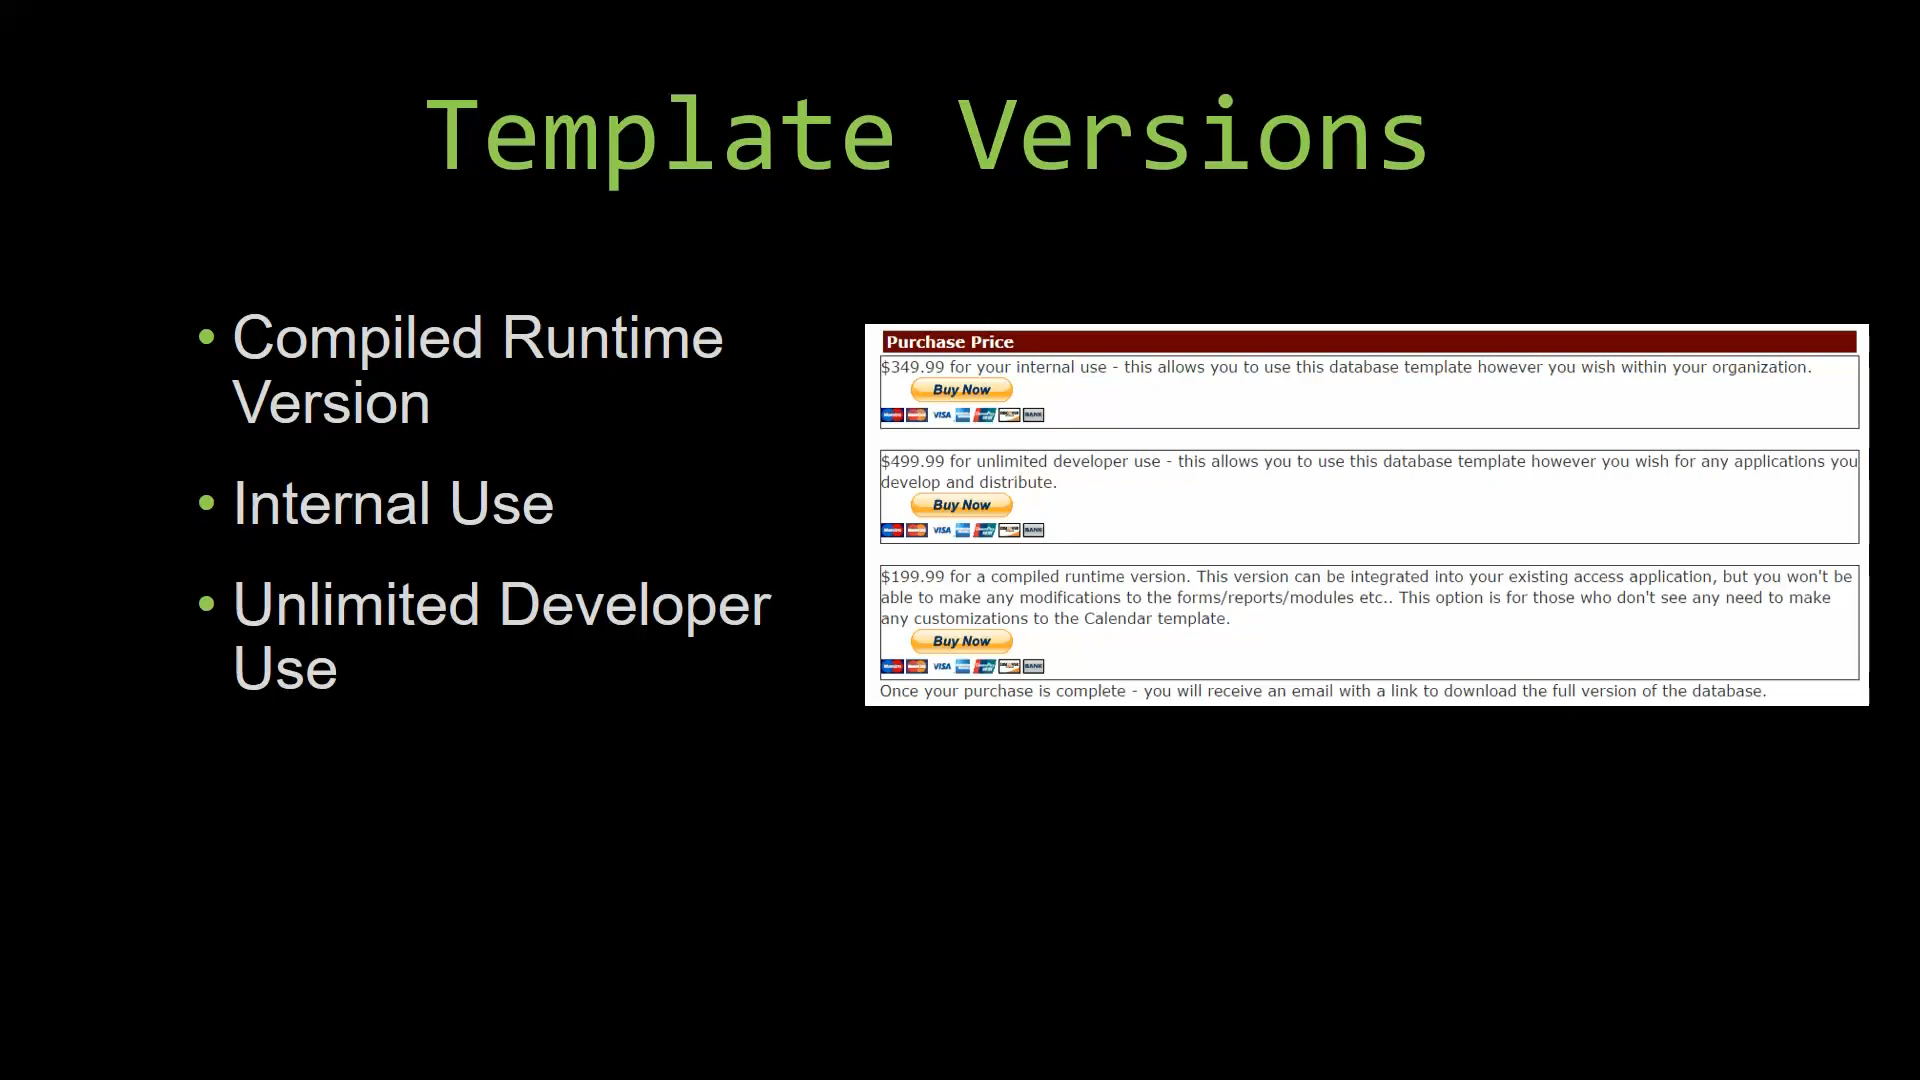 Template Versions
• Compiled Runtime
Version
• Internal Use
• Unlimited Developer
Use
Purchase Price
$349.99 for your internal use - this allows you to use this database template however you wish within your organization.
Buy Now
VISA BANK
$499.99 for unlimited developer use - this allows you to use this database template however you wish for any applications you
develop and distribute.
Buy Now
VISA BANK
$199.99 for a compiled runtime version. This version can be integrated into your existing access application, but you won't be
able to make any modifications to the forms/reports/modules etc.. This option is for those who don't see any need to make
any customizations to the Calendar template.
Buy Now
VISA BANK
Once your purchase is complete - you will receive an email with a link to download the full version of the database.